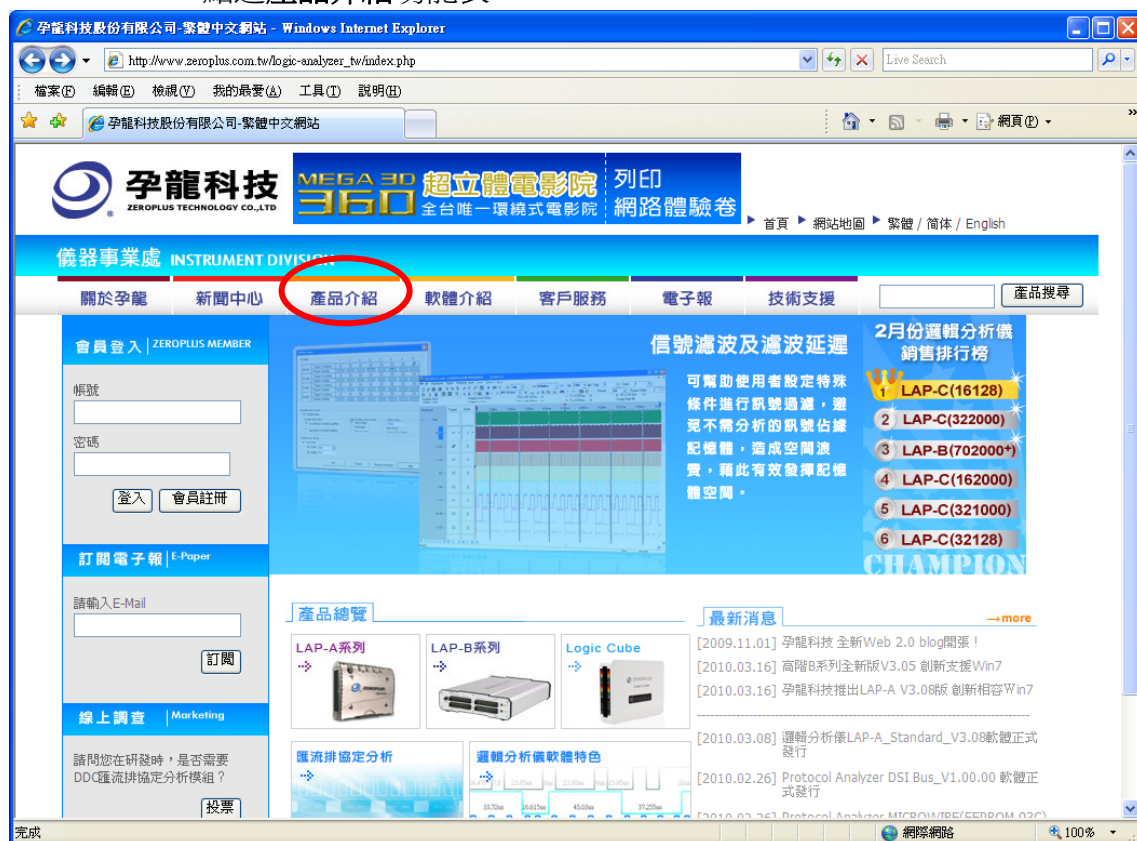 點選產品介紹功能表
孕龍科技股份有限公司-繁體中文網站 - Windows Internet Explorer
http://www.zeroplus.com.tw/logic-analyzer_tw/index.php
Live Search
檔案(F) 編輯(E) 檢視(V) 我的最愛(A) 工具(T) 說明(H)
孕龍科技股份有限公司-繁體中文網站
網頁(P)
孕龍科技
ZEROPLUS TECHNOLOGY CO.,LTD
MEGA 3D
360
超立體電影院
全台唯一環繞式電影院
列印
網路體驗卷
首頁 網站地圖 繁體 / 简体 / English
儀器事業處 INSTRUMENT DIVISION
關於孕龍 新聞中心 產品介紹 軟體介紹 客戶服務 電子報 技術支援 產品搜尋
會員登入 ZEROPLUS MEMBER
帳號
密碼
登入 會員註冊
訂閱電子報 E-Paper
請輸入E-Mail
訂閱
線上調查 Marketing
請問您在研發時，是否需要
DDC匯流排協定分析模組？
投票
信號濾波及濾波延遲
可幫助使用者設定特殊
條件進行訊號過濾，避
免不需分析的訊號佔據
記憶體，造成空間浪
費，藉此有效發揮記憶
體空間。
2月份邏輯分析儀
銷售排行榜
1 LAP-C(16128)
2 LAP-C(322000)
3 LAP-B(702000+)
4 LAP-C(162000)
5 LAP-C(321000)
6 LAP-C(32128)
CHAMPION
產品總覽
LAP-A系列
LAP-B系列
Logic Cube
匯流排協定分析
邏輯分析儀軟體特色
33.72us 16.615us 45.03us 37.255us
最新消息
→more
[2009.11.01] 孕龍科技 全新Web 2.0 blog開張！
[2010.03.16] 高階B系列全新版V3.05 創新支援Win7
[2010.03.16] 孕龍科技推出LAP-A V3.08版 創新相容Win7
[2010.03.08] 邏輯分析儀LAP-A_Standard_V3.08軟體正式
發行
[2010.02.26] Protocol Analyzer DSI Bus_V1.00.00 軟體正
式發行
[2010.02.26] Protocol Analyzer MICROWIRE(EEPROM 93C)
完成
網際網路
100%